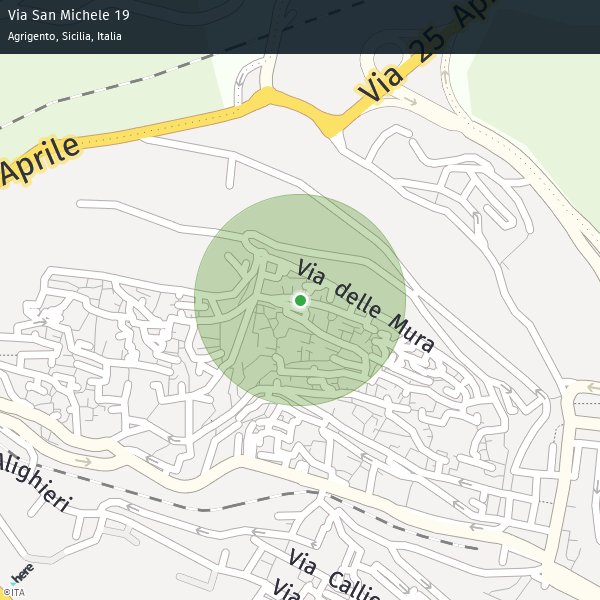 Via San Michele 19
Agrigento, Sicilia, Italia
Via 25 Apri
Aprile
Via delle Mura
Alighieri
Via Callic
Via
here
©ITA